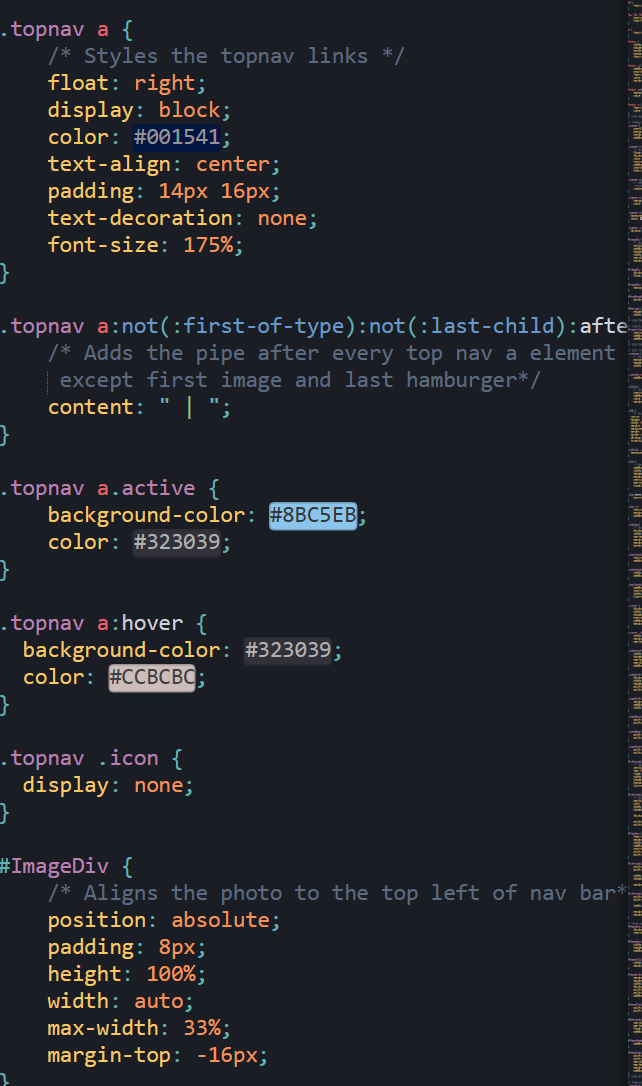 .topnav a {
/* Styles the topnav links */
float: right;
display: block;
color: #001541;
text-align: center;
padding: 14px 16px;
text-decoration: none;
font-size: 175%;
}
.topnav a:not(:first-of-type):not(:last-child):afte
/* Adds the pipe after every top nav a element
except first image and last hamburger*/
content: " | ";
}
.topnav a.active {
background-color: #8BC5EB;
color: #323039;
}
.topnav a:hover {
background-color: #323039;
color: #CCBCBC;
}
.topnav .icon {
display: none;
}
#ImageDiv {
/* Aligns the photo to the top left of nav bar*
position: absolute;
padding: 8px;
height: 100%;
width: auto;
max-width: 33%;
margin-top: -16px;
}